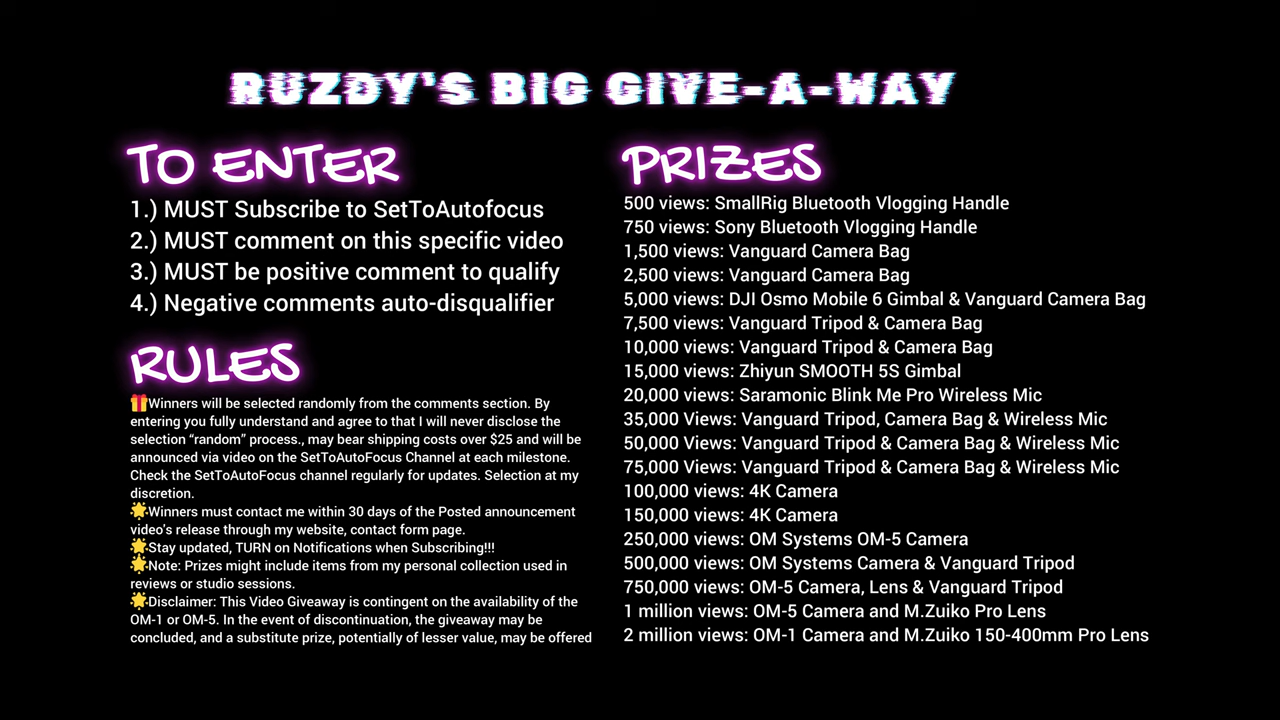 RUZDY'S BIG GIVE-A-WAY
TO ENTER
1.) MUST Subscribe to SetToAutofocus
2.) MUST comment on this specific video
3.) MUST be positive comment to qualify
4.) Negative comments auto-disqualifier
RULES
🎁Winners will be selected randomly from the comments section. By
entering you fully understand and agree to that I will never disclose the
selection “random” process., may bear shipping costs over $25 and will be
announced via video on the SetToAutoFocus Channel at each milestone.
Check the SetToAutoFocus channel regularly for updates. Selection at my
discretion.
🌟Winners must contact me within 30 days of the Posted announcement
video's release through my website, contact form page.
🌟Stay updated, TURN on Notifications when Subscribing!!!
🌟Note: Prizes might include items from my personal collection used in
reviews or studio sessions.
🌟Disclaimer: This Video Giveaway is contingent on the availability of the
OM-1 or OM-5. In the event of discontinuation, the giveaway may be
concluded, and a substitute prize, potentially of lesser value, may be offered
PRIZES
500 views: SmallRig Bluetooth Vlogging Handle
750 views: Sony Bluetooth Vlogging Handle
1,500 views: Vanguard Camera Bag
2,500 views: Vanguard Camera Bag
5,000 views: DJI Osmo Mobile 6 Gimbal & Vanguard Camera Bag
7,500 views: Vanguard Tripod & Camera Bag
10,000 views: Vanguard Tripod & Camera Bag
15,000 views: Zhiyun SMOOTH 5S Gimbal
20,000 views: Saramonic Blink Me Pro Wireless Mic
35,000 Views: Vanguard Tripod, Camera Bag & Wireless Mic
50,000 views: Vanguard Tripod & Camera Bag & Wireless Mic
75,000 views: Vanguard Tripod & Camera Bag & Wireless Mic
100,000 views: 4K Camera
150,000 views: 4K Camera
250,000 views: OM Systems OM-5 Camera
500,000 views: OM Systems Camera & Vanguard Tripod
750,000 views: OM-5 Camera, Lens & Vanguard Tripod
1 million views: OM-5 Camera and M.Zuiko Pro Lens
2 million views: OM-1 Camera and M.Zuiko 150-400mm Pro Lens